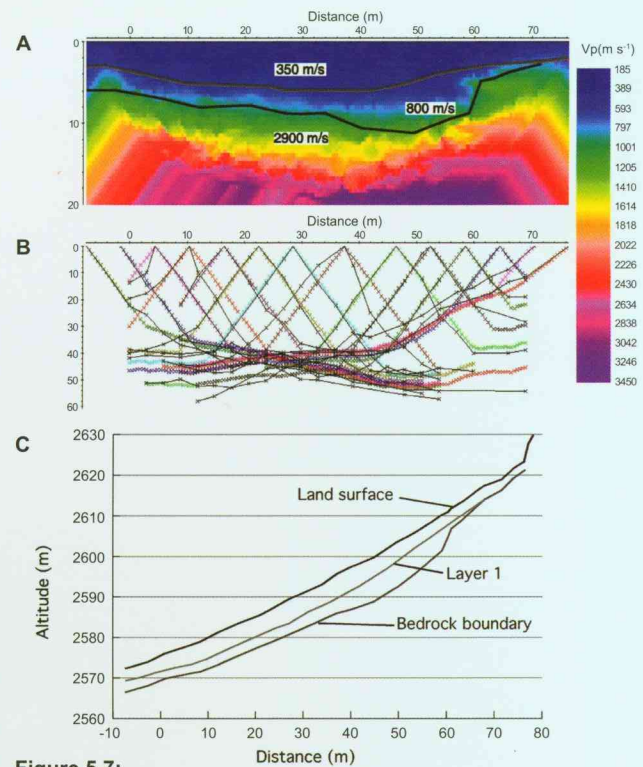 Distance (m)
A
0 10 20 30 40 50 60 70
Vp(m s⁻¹)
0
10
20
350 m/s
800 m/s
2900 m/s
185
389
593
797
1001
1205
1410
1614
1818
2022
2226
2430
2634
2838
3042
3246
3450
Distance (m)
B
0 10 20 30 40 50 60 70
0
10
20
30
40
50
60
C
2630
2620
2610
2600
2590
2580
2570
2560
Altitude (m)
Land surface
Layer 1
Bedrock boundary
-10 0 10 20 30 40 50 60 70 80
Distance (m)
Figure 5.7: